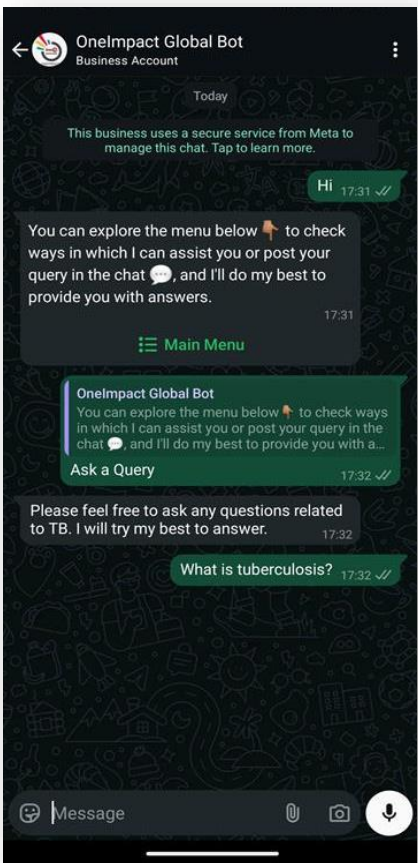 OneImpact Global Bot
Business Account
Today
This business uses a secure service from Meta to
manage this chat. Tap to learn more.
Hi 17:31
You can explore the menu below 👇🏽 to check
ways in which I can assist you or post your
query in the chat 💬, and I'll do my best to
provide you with answers.
17:31
Main Menu
OneImpact Global Bot
You can explore the menu below 👇🏽 to check ways
in which I can assist you or post your query in the
chat 💬, and I'll do my best to provide you with a...
Ask a Query
17:32
Please feel free to ask any questions related
to TB. I will try my best to answer.
17:32
What is tuberculosis? 17:32
Message